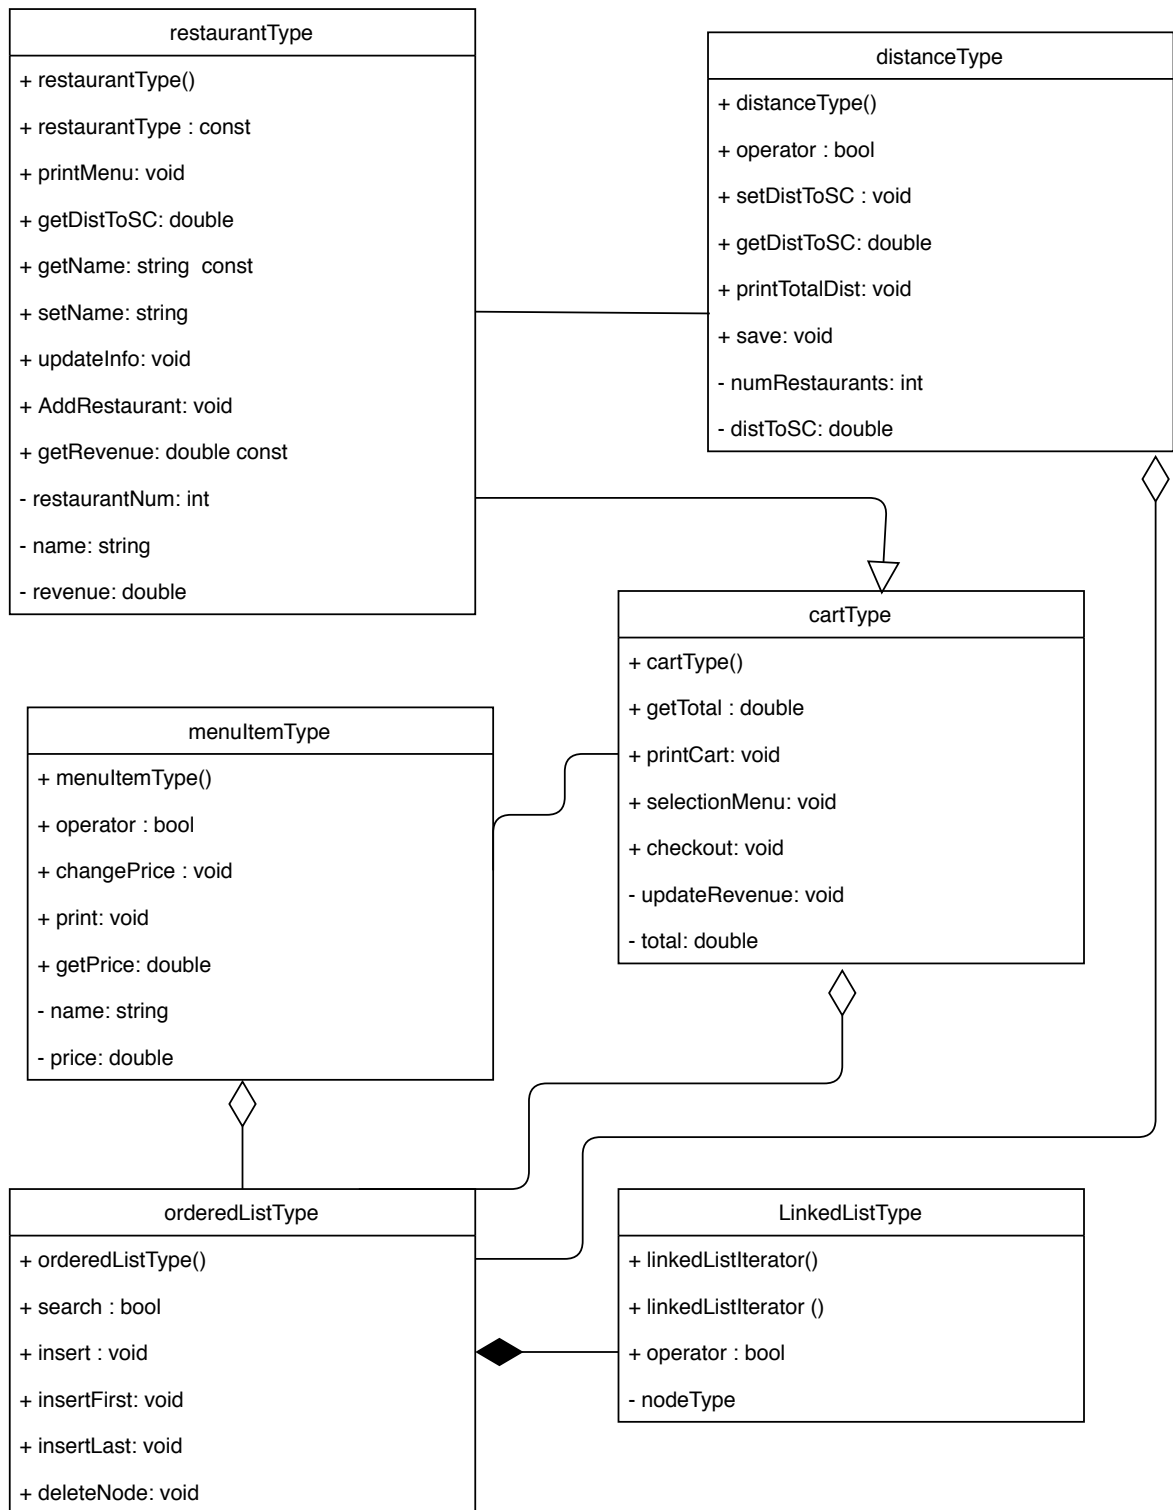 restaurantType
+ restaurantType()
+ restaurantType : const
+ printMenu: void
+ getDistToSC: double
+ getName: string  const
+ setName: string
+ updateInfo: void
+ AddRestaurant: void
+ getRevenue: double const
- restaurantNum: int
- name: string
- revenue: double
distanceType
+ distanceType()
+ operator : bool
+ setDistToSC : void
+ getDistToSC: double
+ printTotalDist: void
+ save: void
- numRestaurants: int
- distToSC: double
cartType
+ cartType()
+ getTotal : double
+ printCart: void
+ selectionMenu: void
+ checkout: void
- updateRevenue: void
- total: double
menuItemType
+ menuItemType()
+ operator : bool
+ changePrice : void
+ print: void
+ getPrice: double
- name: string
- price: double
orderedListType
+ orderedListType()
+ search : bool
+ insert : void
+ insertFirst: void
+ insertLast: void
+ deleteNode: void
LinkedListType
+ linkedListIterator()
+ linkedListIterator ()
+ operator : bool
- nodeType